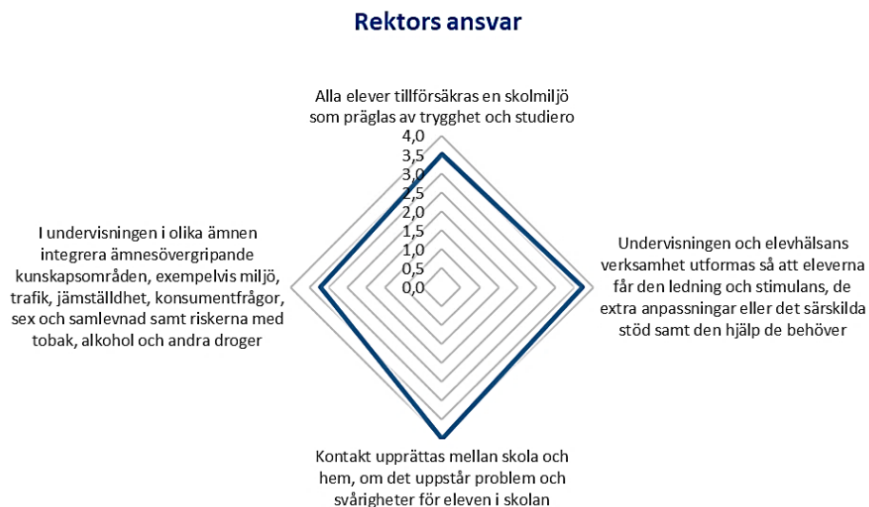 Rektors ansvar
Alla elever tillförsäkras en skolmiljö
som präglas av trygghet och studiero
4,0
3,5
3,0
2,5
2,0
1,5
1,0
0,5
0,0
Undervisningen och elevhälsans
verksamhet utformas så att eleverna
får den ledning och stimulans, de
extra anpassningar eller det särskilda
stöd samt den hjälp de behöver
Kontakt upprättas mellan skola och
hem, om det uppstår problem och
svårigheter för eleven i skolan
I undervisningen i olika ämnen
integrera ämnesövergripande
kunskapsområden, exempelvis miljö,
trafik, jämställdhet, konsumentfrågor,
sex och samlevnad samt riskerna med
tobak, alkohol och andra droger